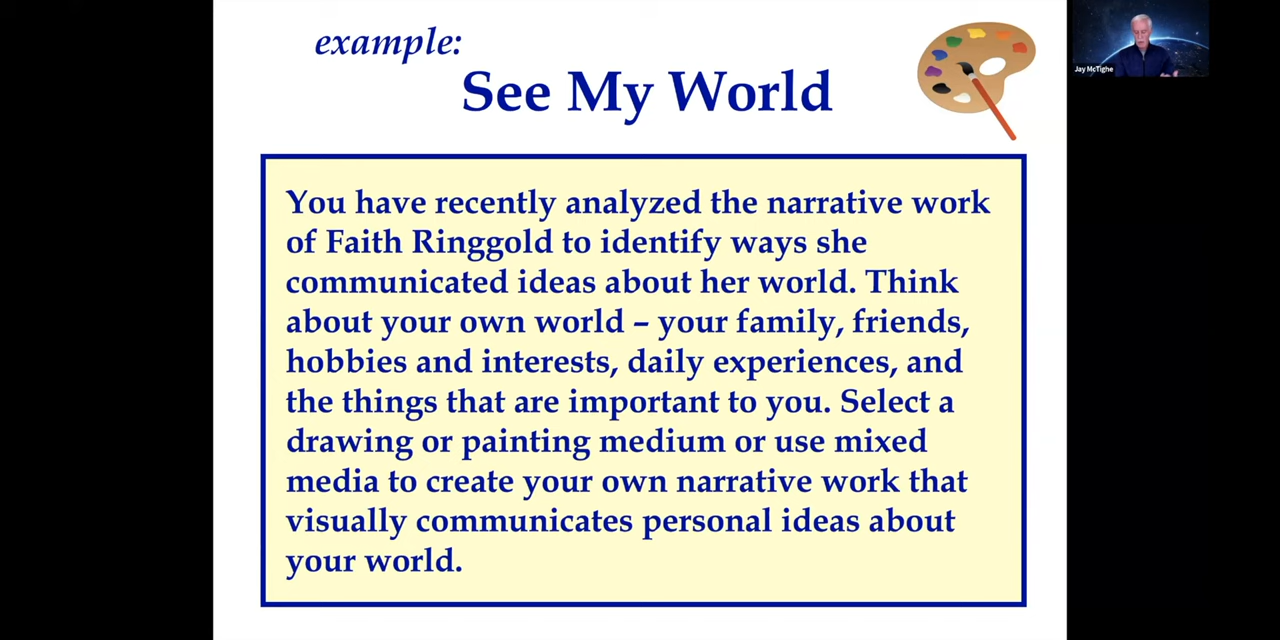 example:
See My World
Jay McTighe
You have recently analyzed the narrative work
of Faith Ringgold to identify ways she
communicated ideas about her world. Think
about your own world – your family, friends,
hobbies and interests, daily experiences, and
the things that are important to you. Select a
drawing or painting medium or use mixed
media to create your own narrative work that
visually communicates personal ideas about
your world.